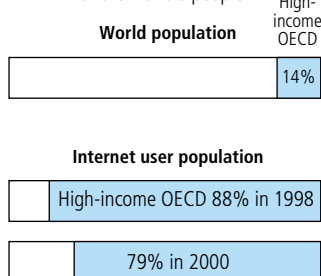 High-
income
World population OECD
14%
Internet user population
High-income OECD 88% in 1998
79% in 2000